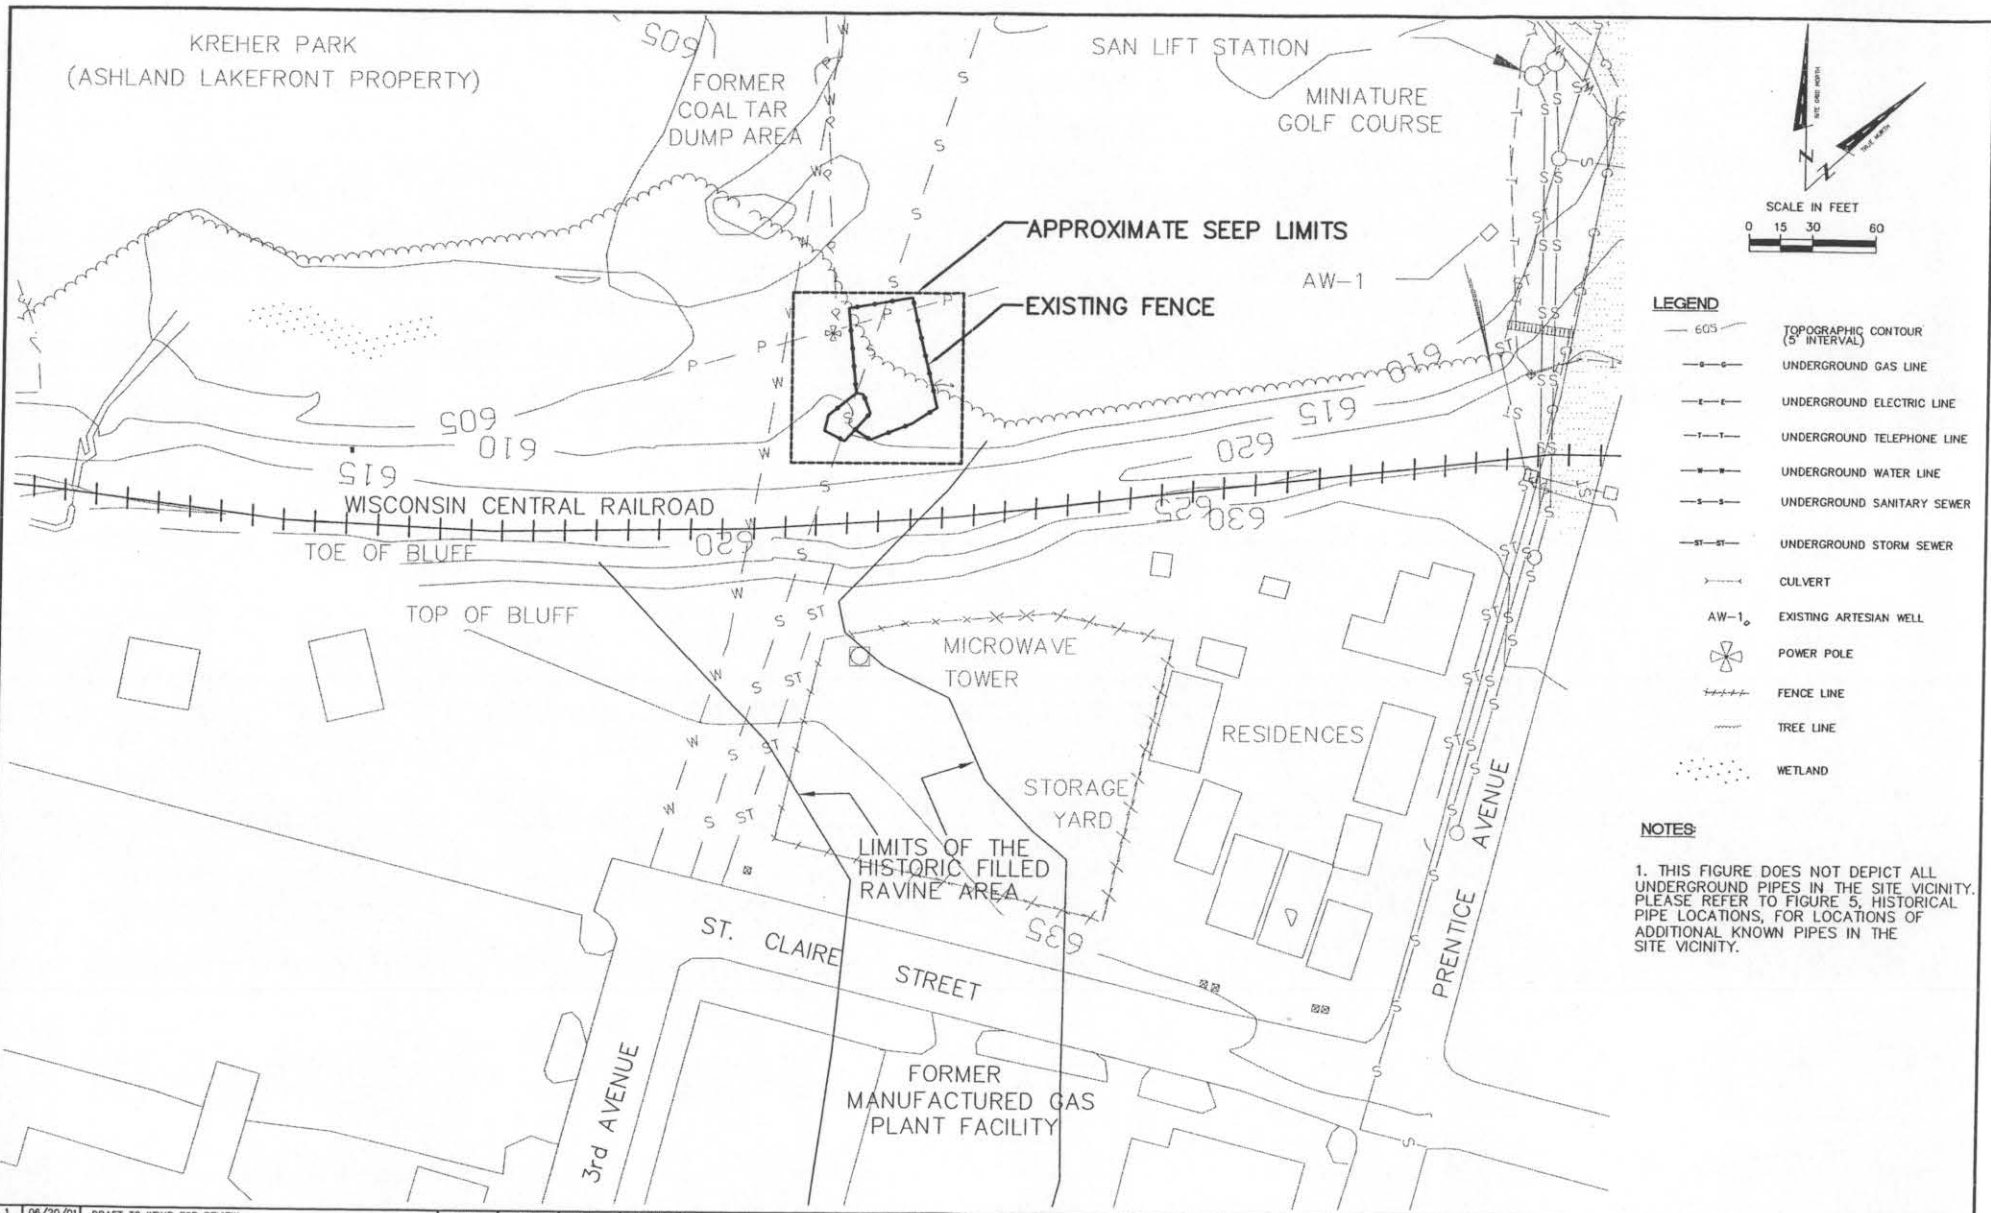 KREHER PARK
(ASHLAND LAKEFRONT PROPERTY)
605
FORMER
COAL TAR
DUMP AREA
SAN LIFT STATION
MINIATURE
GOLF COURSE
APPROXIMATE SEEP LIMITS
AW-1
EXISTING FENCE
605
610
615
610
615
620
WISCONSIN CENTRAL RAILROAD
625
630
620
TOE OF BLUFF
TOP OF BLUFF
MICROWAVE
TOWER
RESIDENCES
STORAGE
YARD
LIMITS OF THE
HISTORIC FILLED
RAVINE AREA
635
ST. CLAIRE STREET
PRENTICE AVENUE
3rd AVENUE
FORMER
MANUFACTURED GAS
PLANT FACILITY
N
SITE GRID NORTH
N
TRUE NORTH
SCALE IN FEET
0 15 30 60
LEGEND
605 TOPOGRAPHIC CONTOUR
(5' INTERVAL)
G G UNDERGROUND GAS LINE
E E UNDERGROUND ELECTRIC LINE
T T UNDERGROUND TELEPHONE LINE
W W UNDERGROUND WATER LINE
S S UNDERGROUND SANITARY SEWER
ST ST UNDERGROUND STORM SEWER
CULVERT
AW-1 EXISTING ARTESIAN WELL
POWER POLE
FENCE LINE
TREE LINE
WETLAND
NOTES:
1. THIS FIGURE DOES NOT DEPICT ALL
UNDERGROUND PIPES IN THE SITE VICINITY.
PLEASE REFER TO FIGURE 5, HISTORICAL
PIPE LOCATIONS, FOR LOCATIONS OF
ADDITIONAL KNOWN PIPES IN THE
SITE VICINITY.